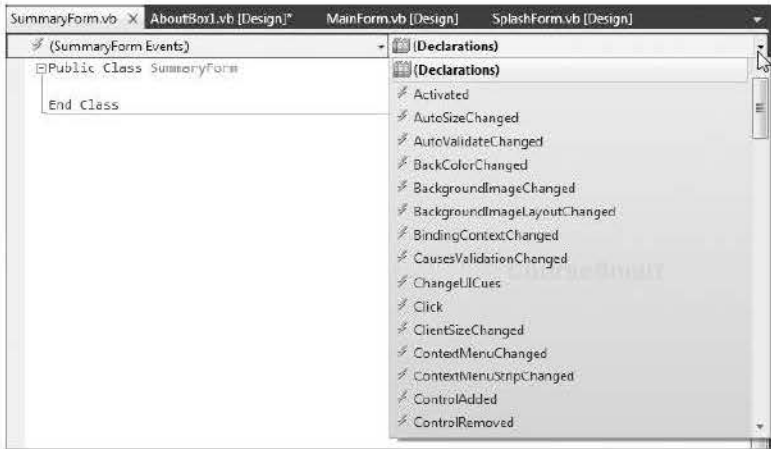 SummaryForm.vb AboutBox1.vb [Design]* MainForm.vb [Design] SplashForm.vb [Design]
(SummaryForm Events) (Declarations)
Public Class SummaryForm
End Class
(Declarations)
Activated
AutoSizeChanged
AutoValidateChanged
BackColorChanged
BackgroundImageChanged
BackgroundImageLayoutChanged
BindingContextChanged
CausesValidationChanged
ChangeUICues
Click
ClientSizeChanged
ContextMenuChanged
ContextMenuStripChanged
ControlAdded
ControlRemoved